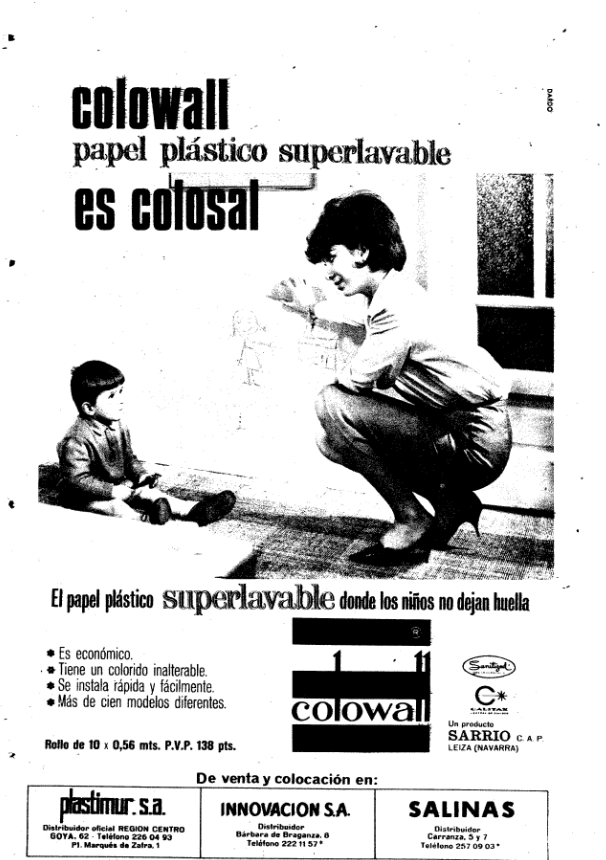 DARDO
colowall
papel plástico superlavable
es colosal
El papel plástico superlavable donde los niños no dejan huella
* Es económico.
* Tiene un colorido inalterable.
* Se instala rápida y fácilmente.
* Más de cien modelos diferentes.
Rollo de 10 x 0,56 mts. P.V.P. 138 pts.
R
colowall
Sanitized
CALITAX
Un producto
SARRIO C. A. P.
LEIZA (NAVARRA)
De venta y colocación en:
plastimur. s.a.
Distribuidor oficial REGION CENTRO
GOYA. 62 - Teléfono 226 04 93
Pl. Marqués de Zafra, 1
INNOVACION S.A.
Distribuidor
Bárbara de Braganza. 8
Teléfono 222 11 57*
SALINAS
Distribuidor
Carranza, 5 y 7
Teléfono 257 09 03*